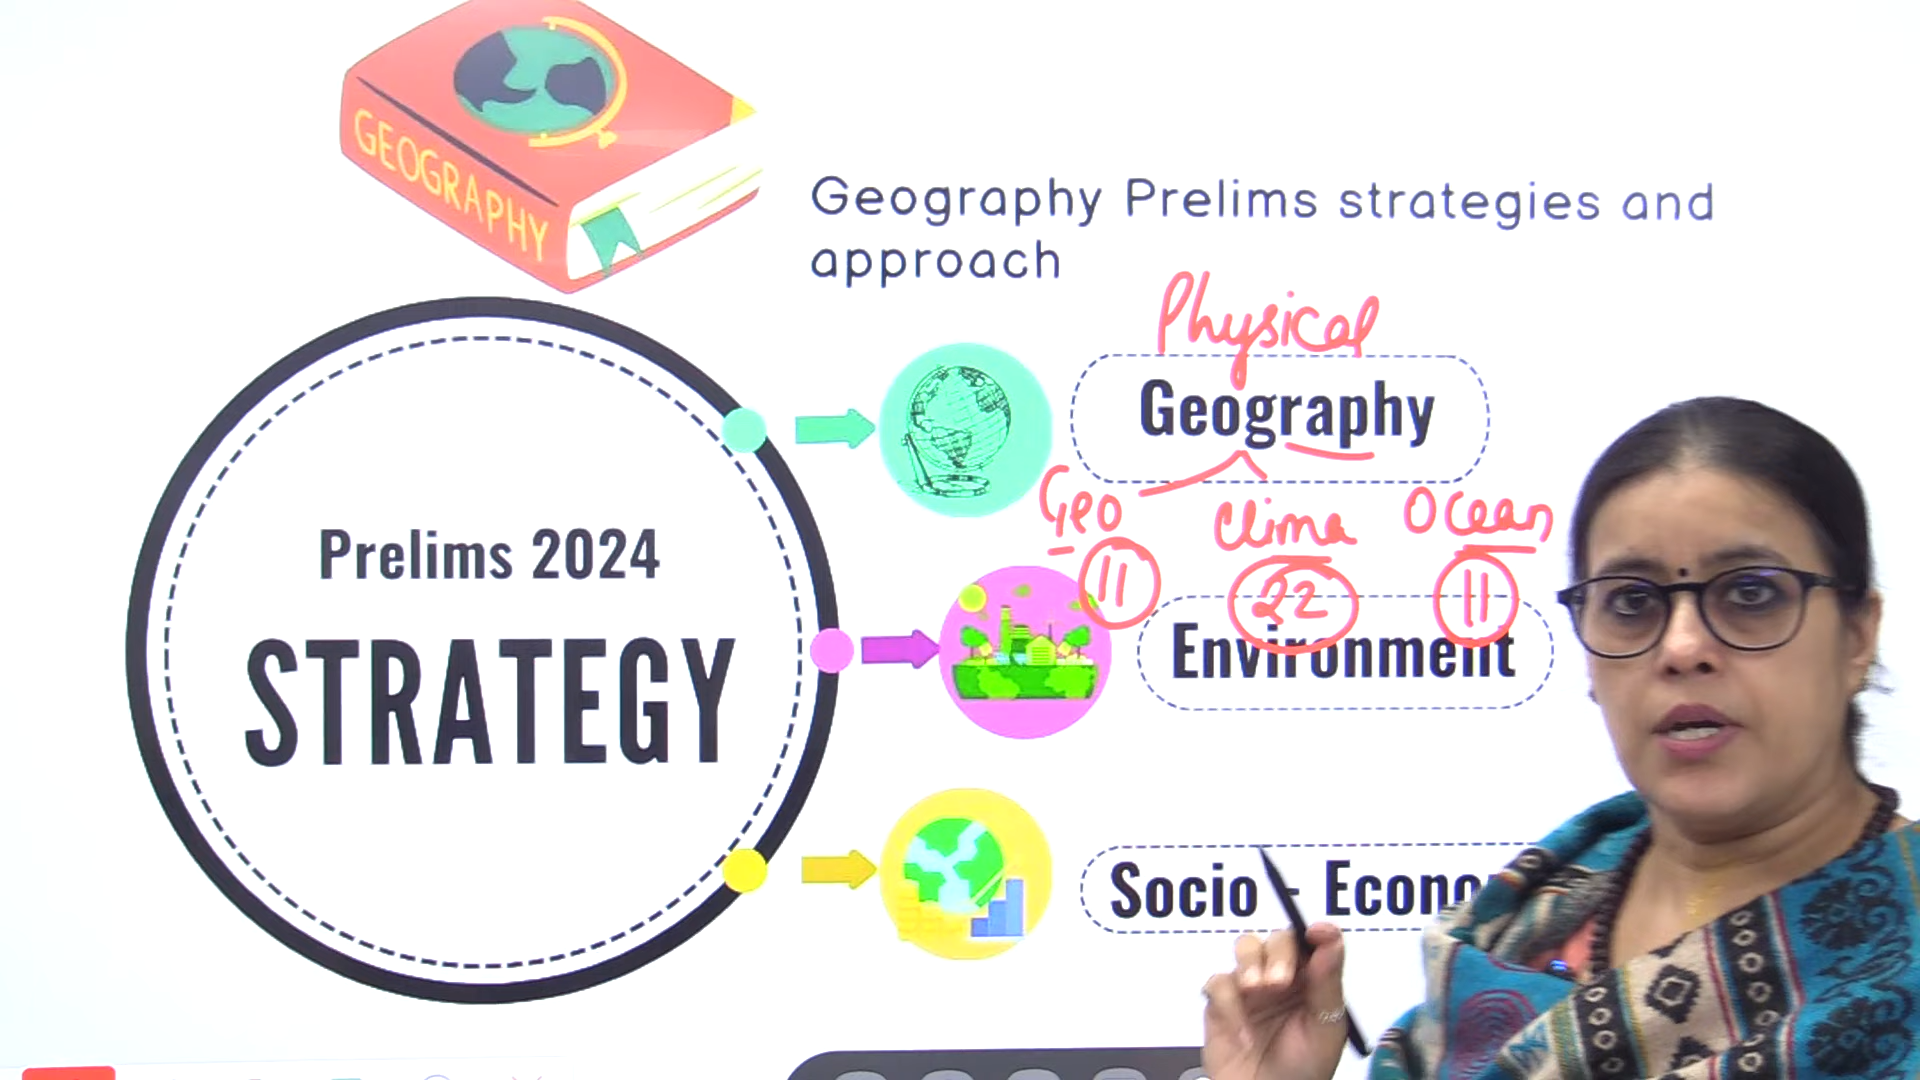 GEOGRAPHY
Geography Prelims strategies and
approach
Physical
Geography
Geo
Clima
Ocean
11
22
11
Prelims 2024
STRATEGY
Environment
Socio - Econo